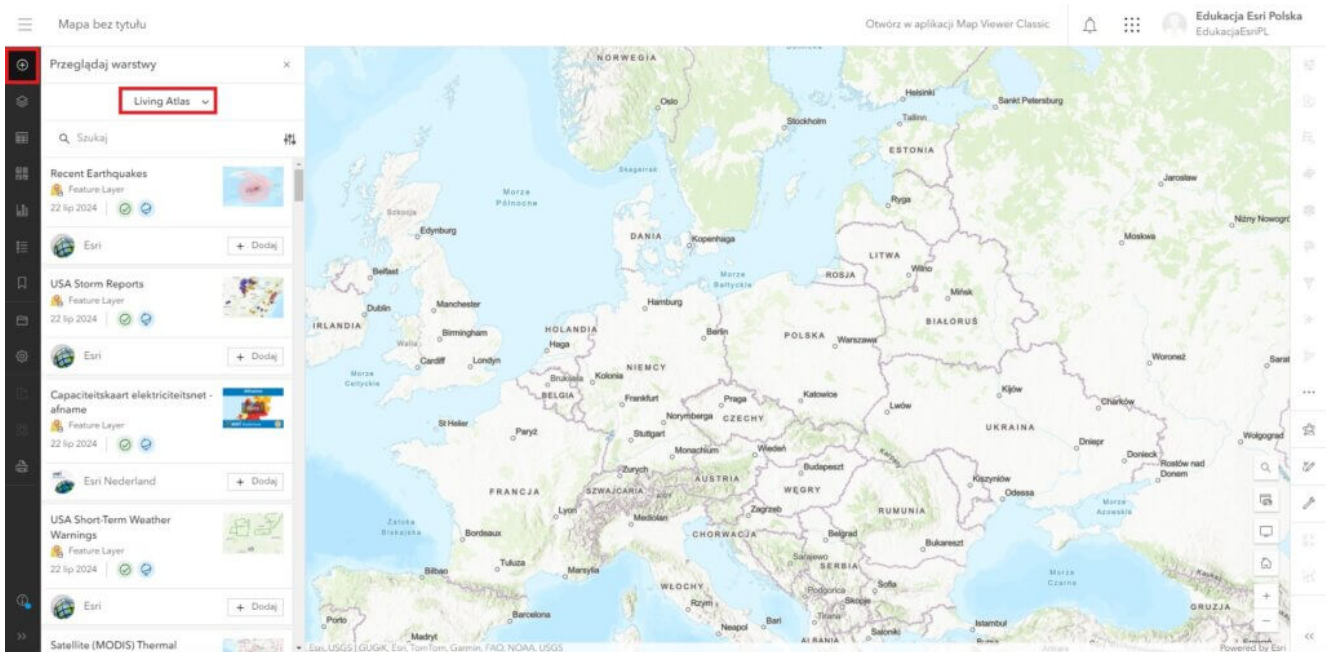 Mapa bez tytułu
Otwórz w aplikacji Map Viewer Classic
Edukacja Esri Polska
EdukacjaEsriPL
Przeglądaj warstwy
Living Atlas
Szukaj
Recent Earthquakes
Feature Layer
22 lip 2024
Esri
+ Dodaj
USA Storm Reports
Feature Layer
22 lip 2024
Esri
+ Dodaj
Capaciteitskaart elektriciteitsnet -
afname
Feature Layer
22 lip 2024
Esri Nederland
+ Dodaj
USA Short-Term Weather
Warnings
Feature Layer
22 lip 2024
Esri
+ Dodaj
Satellite (MODIS) Thermal
NORWEGIA
Oslo
Helsinki
Sankt Petersburg
Sztokholm
Tallinn
ESTONIA
Skagerrak
Jarosław
Morze
Północne
Szkocja
Ryga
Niżny Nowogr
Edynburg
DANIA
Kopenhaga
Moskwa
LITWA
Belfast
Morze
Bałtyckie
ROSJA
Wilno
Mińsk
Dublin
Manchester
Hamburg
IRLANDIA
Birmingham
HOLANDIA
Berlin
POLSKA
Warszawa
BIAŁORUŚ
Walia
Haga
Cardiff
Londyn
NIEMCY
Woroneż
Sarat
Morze
Celtyckie
Bruksela
Kolonia
BELGIA
Frankfurt
Praga
Katowice
Kijów
Charków
Lwów
St Helier
Norymberga
CZECHY
UKRAINA
Paryż
Stuttgart
Wołgograd
Monachium
Wiedeń
Dniepr
Donieck
Karpaty
Rostów nad
Donem
Zurych
Budapeszt
Kiszyniów
FRANCJA
SZWAJCARIA
AUSTRIA
WĘGRY
Odessa
Lyon
Zagrzeb
RUMUNIA
Morze
Azowskie
Mediolan
Zatoka
Biskajska
Bordeaux
CHORWACJA
Belgrad
Bukareszt
Sarajewo
SERBIA
Bilbao
Tuluza
Marsylia
Morze
Czarne
Kaukaz
WŁOCHY
Podgorica
Sofia
Skopje
Rzym
GRUZJA
Porto
Barcelona
Neapol
Bari
Tirana
Stambuł
Madryt
Saloniki
ALBANIA
Bursa
Ankara
Esri, USGS | GUGiK, Esri, TomTom, Garmin, FAO, NOAA, USGS
Powered by Esri